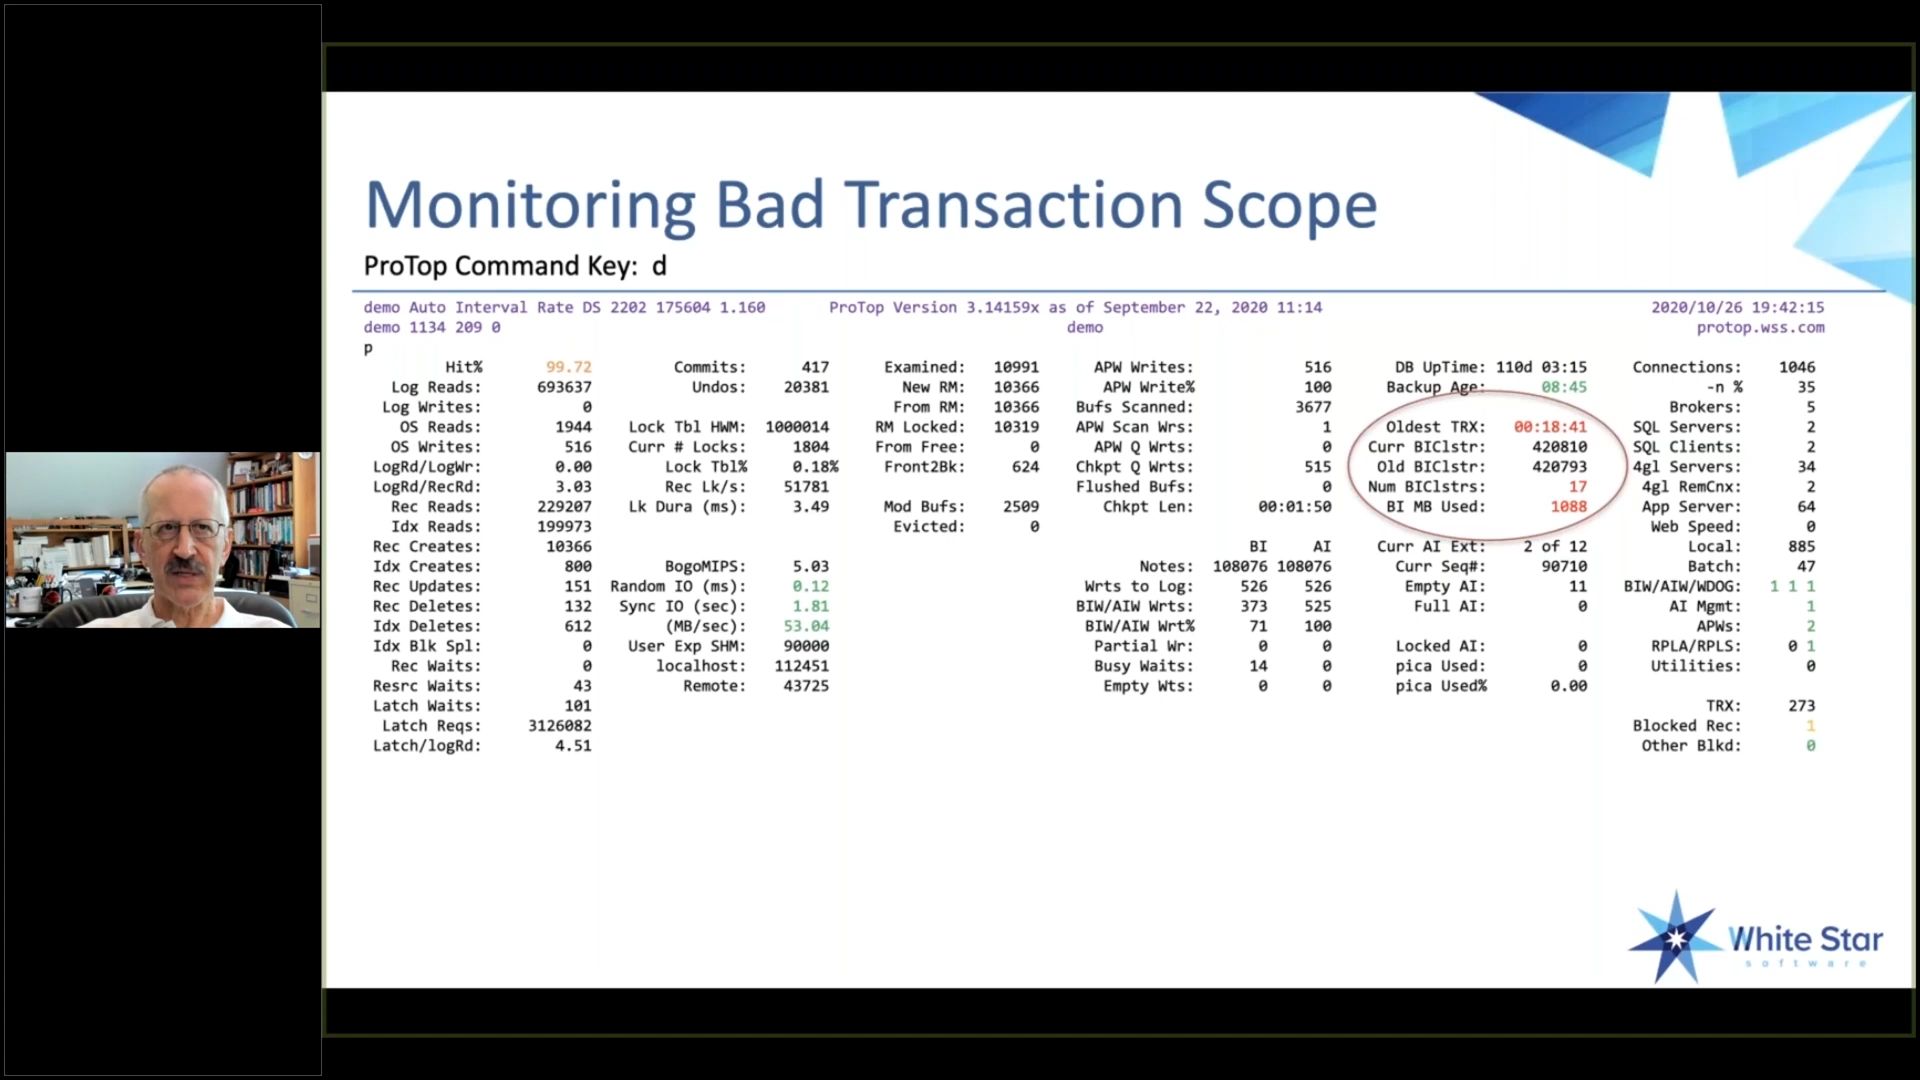 Monitoring Bad Transaction Scope
ProTop Command Key: d
demo Auto Interval Rate DS 2202 175604 1.160 ProTop Version 3.14159x as of September 22, 2020 11:14 2020/10/26 19:42:15
demo 1134 209 0 demo protop.wss.com
p
Hit% 99.72 Commits: 417 Examined: 10991 APW Writes: 516 DB UpTime: 110d 03:15 Connections: 1046
Log Reads: 693637 Undos: 20381 New RM: 10366 APW Write% 100 Backup Age: 08:45 -n % 35
Log Writes: 0 From RM: 10366 Bufs Scanned: 3677 Brokers: 5
OS Reads: 1944 Lock Tbl HWM: 1000014 RM Locked: 10319 APW Scan Wrs: 1 Oldest TRX: 00:18:41 SQL Servers: 2
OS Writes: 516 Curr # Locks: 1804 From Free: 0 APW Q Wrts: 0 Curr BIClstr: 420810 SQL Clients: 2
LogRd/LogWr: 0.00 Lock Tbl% 0.18% Front2Bk: 624 Chkpt Q Wrts: 515 Old BIClstr: 420793 4gl Servers: 34
LogRd/RecRd: 3.03 Rec Lk/s: 51781 Flushed Bufs: 0 Num BIClstrs: 17 4gl RemCnx: 2
Rec Reads: 229207 Lk Dura (ms): 3.49 Mod Bufs: 2509 Chkpt Len: 00:01:50 BI MB Used: 1088 App Server: 64
Idx Reads: 199973 Evicted: 0 Web Speed: 0
Rec Creates: 10366 BI AI Curr AI Ext: 2 of 12 Local: 885
Idx Creates: 800 BogoMIPS: 5.03 Notes: 108076 108076 Curr Seq#: 90710 Batch: 47
Rec Updates: 151 Random IO (ms): 0.12 Wrts to Log: 526 526 Empty AI: 11 BIW/AIW/WDOG: 1 1 1
Rec Deletes: 132 Sync IO (sec): 1.81 BIW/AIW Wrts: 373 525 Full AI: 0 AI Mgmt: 1
Idx Deletes: 612 (MB/sec): 53.04 BIW/AIW Wrt% 71 100 APWs: 2
Idx Blk Spl: 0 User Exp SHM: 90000 Partial Wr: 0 0 Locked AI: 0 RPLA/RPLS: 0 1
Rec Waits: 0 localhost: 112451 Busy Waits: 14 0 pica Used: 0 Utilities: 0
Resrc Waits: 43 Remote: 43725 Empty Wts: 0 0 pica Used% 0.00
Latch Waits: 101 TRX: 273
Latch Reqs: 3126082 Blocked Rec: 1
Latch/logRd: 4.51 Other Blkd: 0
White Star
software